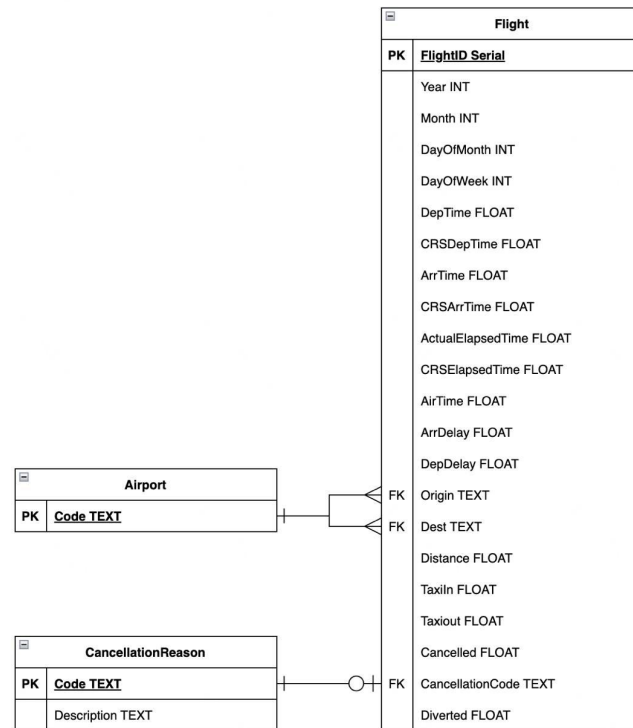 Flight
PK FlightID Serial
Year INT
Month INT
DayOfMonth INT
DayOfWeek INT
DepTime FLOAT
CRSDepTime FLOAT
ArrTime FLOAT
CRSArrTime FLOAT
ActualElapsedTime FLOAT
CRSElapsedTime FLOAT
AirTime FLOAT
ArrDelay FLOAT
DepDelay FLOAT
FK Origin TEXT
FK Dest TEXT
Distance FLOAT
TaxiIn FLOAT
Taxiout FLOAT
Cancelled FLOAT
FK CancellationCode TEXT
Diverted FLOAT
Airport
PK Code TEXT
CancellationReason
PK Code TEXT
Description TEXT